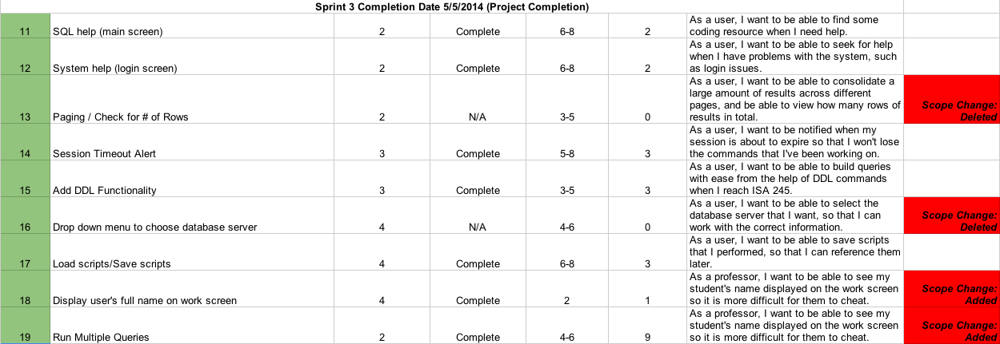 Sprint 3 Completion Date 5/5/2014 (Project Completion)
11 SQL help (main screen) 2 Complete 6-8 2 As a user, I want to be able to find some
coding resource when I need help.
12 System help (login screen) 2 Complete 6-8 2 As a user, I want to be able to seek for help
when I have problems with the system, such
as login issues.
13 Paging / Check for # of Rows 2 N/A 3-5 0 As a user, I want to be able to consolidate a
large amount of results across different
pages, and be able to view how many rows of
results in total.
Scope Change:
Deleted
14 Session Timeout Alert 3 Complete 5-8 3 As a user, I want to be notified when my
session is about to expire so that I won't lose
the commands that I've been working on.
15 Add DDL Functionality 3 Complete 3-5 3 As a user, I want to be able to build queries
with ease from the help of DDL commands
when I reach ISA 245.
16 Drop down menu to choose database server 4 N/A 4-6 0 As a user, I want to be able to select the
database server that I want, so that I can
work with the correct information.
Scope Change:
Deleted
17 Load scripts/Save scripts 4 Complete 6-8 3 As a user, I want to be able to save scripts
that I performed, so that I can reference them
later.
18 Display user's full name on work screen 4 Complete 2 1 As a professor, I want to be able to see my
student's name displayed on the work screen
so it is more difficult for them to cheat.
Scope Change:
Added
19 Run Multiple Queries 2 Complete 4-6 9 As a professor, I want to be able to see my
student's name displayed on the work screen
so it is more difficult for them to cheat.
Scope Change:
Added